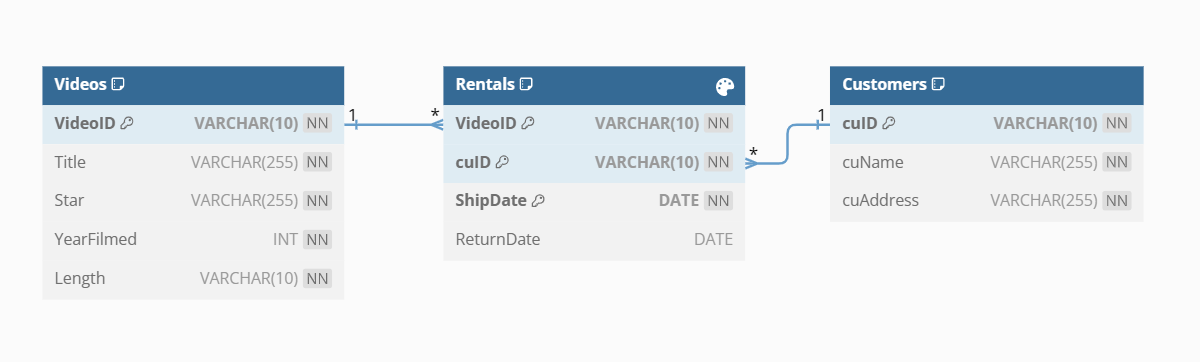 Videos
VideoID VARCHAR(10) NN
Title VARCHAR(255) NN
Star VARCHAR(255) NN
YearFilmed INT NN
Length VARCHAR(10) NN
1 *
Rentals
VideoID VARCHAR(10) NN
cuID VARCHAR(10) NN
ShipDate DATE NN
ReturnDate DATE
* 1
Customers
cuID VARCHAR(10) NN
cuName VARCHAR(255) NN
cuAddress VARCHAR(255) NN